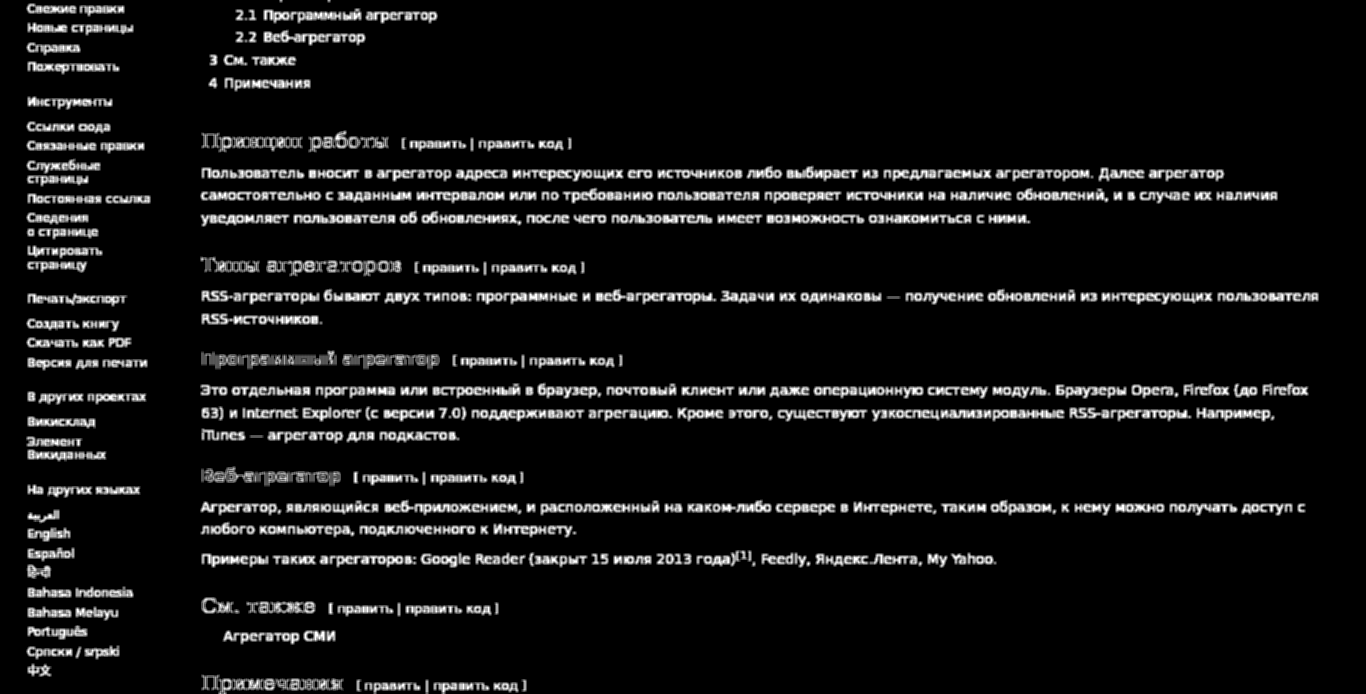 Свежие правки
Новые страницы
Справка
Пожертвовать
Инструменты
Ссылки сюда
Связанные правки
Служебные
страницы
Постоянная ссылка
Сведения
о странице
Цитировать
страницу
Печать/экспорт
Создать книгу
Скачать как PDF
Версия для печати
В других проектах
Викисклад
Элемент
Викиданных
На других языках
العربية
English
Español
हिन्दी
Bahasa Indonesia
Bahasa Melayu
Português
Српски / srpski
中文
2.1 Программный агрегатор
2.2 Веб-агрегатор
3 См. также
4 Примечания
Принцип работы [ править | править код ]
Пользователь вносит в агрегатор адреса интересующих его источников либо выбирает из предлагаемых агрегатором. Далее агрегатор
самостоятельно с заданным интервалом или по требованию пользователя проверяет источники на наличие обновлений, и в случае их наличия
уведомляет пользователя об обновлениях, после чего пользователь имеет возможность ознакомиться с ними.
Типы агрегаторов [ править | править код ]
RSS-агрегаторы бывают двух типов: программные и веб-агрегаторы. Задачи их одинаковы — получение обновлений из интересующих пользователя
RSS-источников.
Программный агрегатор [ править | править код ]
Это отдельная программа или встроенный в браузер, почтовый клиент или даже операционную систему модуль. Браузеры Opera, Firefox (до Firefox
63) и Internet Explorer (с версии 7.0) поддерживают агрегацию. Кроме этого, существуют узкоспециализированные RSS-агрегаторы. Например,
iTunes — агрегатор для подкастов.
Веб-агрегатор [ править | править код ]
Агрегатор, являющийся веб-приложением, и расположенный на каком-либо сервере в Интернете, таким образом, к нему можно получать доступ с
любого компьютера, подключенного к Интернету.
Примеры таких агрегаторов: Google Reader (закрыт 15 июля 2013 года)[1], Feedly, Яндекс.Лента, My Yahoo.
См. также [ править | править код ]
Агрегатор СМИ
Примечания [ править | править код ]